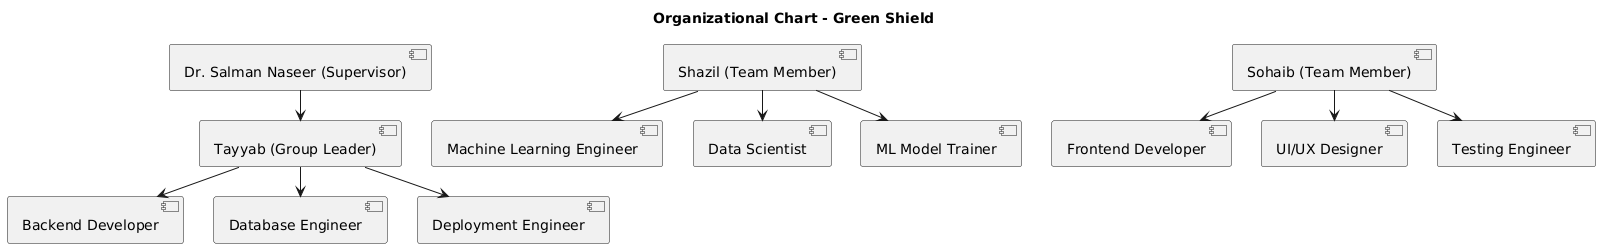 Organizational Chart - Green Shield
Dr. Salman Naseer (Supervisor)
Shazil (Team Member)
Sohaib (Team Member)
Tayyab (Group Leader)
Machine Learning Engineer
Data Scientist
ML Model Trainer
Frontend Developer
UI/UX Designer
Testing Engineer
Backend Developer
Database Engineer
Deployment Engineer